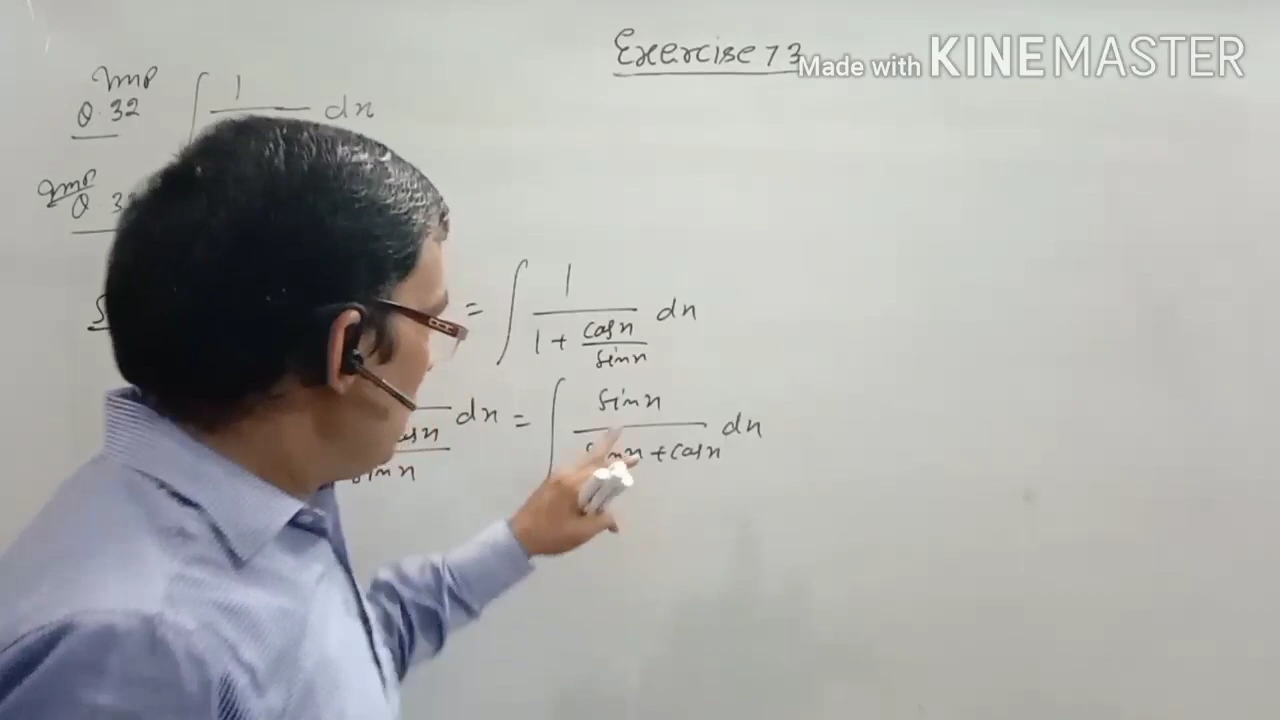 Exercise 7.3
Made with KINEMASTER
Imp
Q.32 ∫ 1/ dx
Imp
Q. 3
= ∫ 1/(1 + cosx/sinx) dx
cosx/sinx dx = ∫ sinx/(sinx + cosx) dx